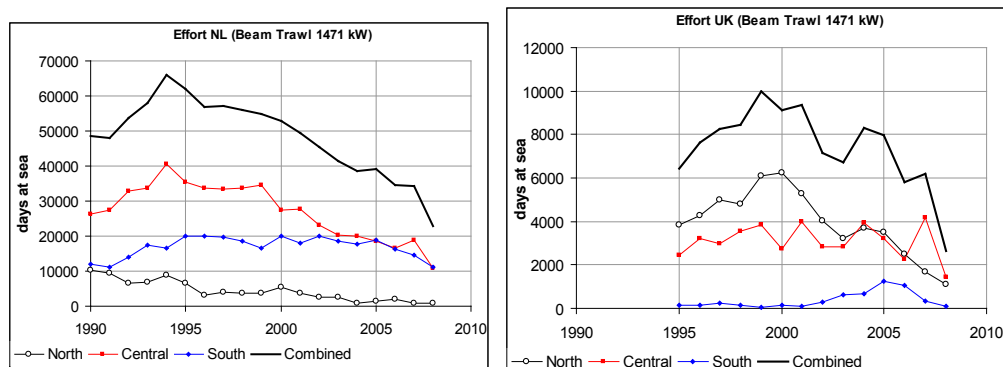 Effort NL (Beam Trawl 1471 kW)
days at sea
70000
60000
50000
40000
30000
20000
10000
0
1990 1995 2000 2005 2010
North Central South Combined
Effort UK (Beam Trawl 1471 kW)
days at sea
12000
10000
8000
6000
4000
2000
0
1990 1995 2000 2005 2010
North Central South Combined